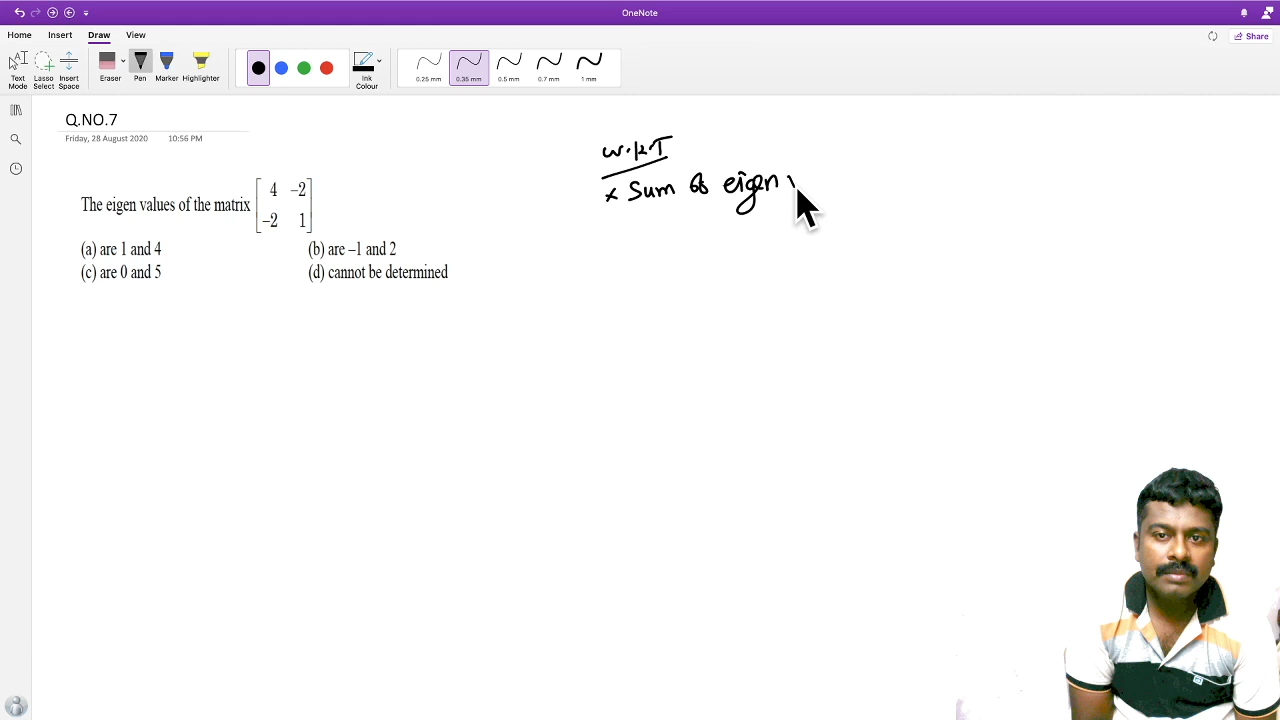 OneNote
Home Insert Draw View
Share
Text Mode
Lasso Select
Insert Space
Eraser
Pen
Marker
Highlighter
Ink Colour
0.25 mm
0.35 mm
0.5 mm
0.7 mm
1 mm
Q.NO.7
Friday, 28 August 2020 10:56 PM
The eigen values of the matrix
4 –2
–2 1
(a) are 1 and 4 (b) are –1 and 2
(c) are 0 and 5 (d) cannot be determined
W.K.T
* Sum of eigen